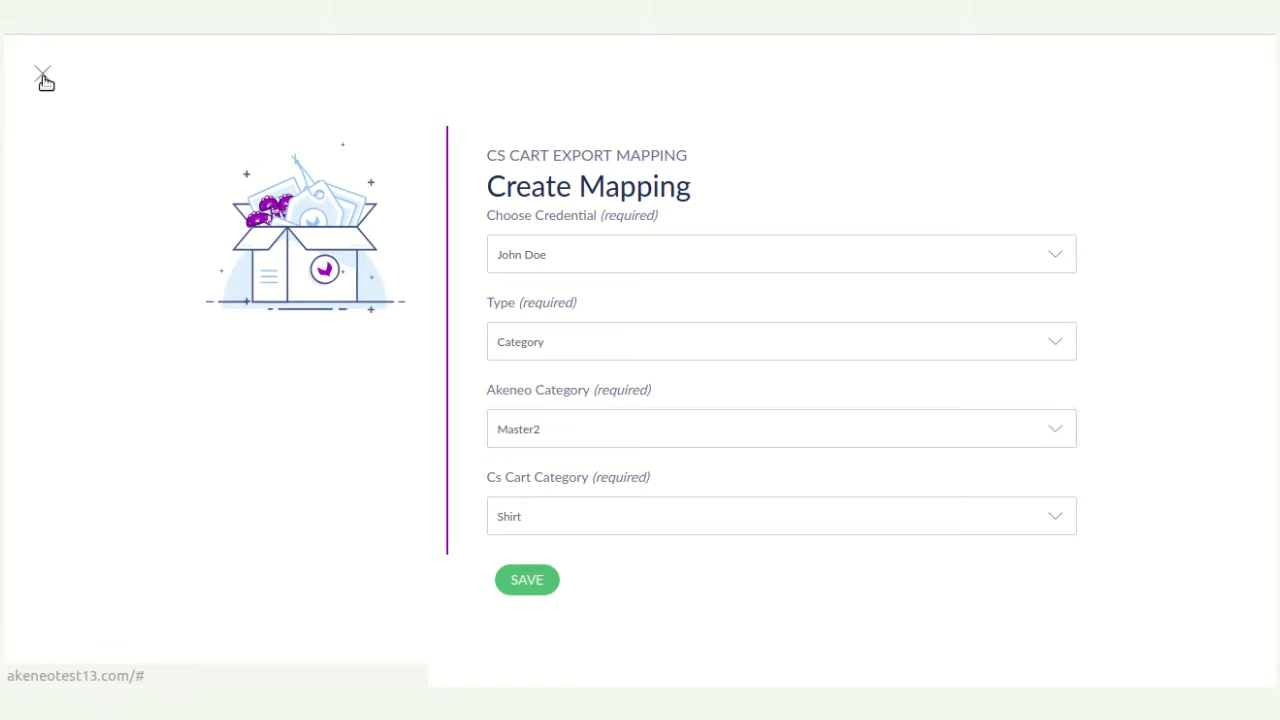 CS CART EXPORT MAPPING
Create Mapping
Choose Credential (required)
John Doe
Type (required)
Category
Akeneo Category (required)
Master2
Cs Cart Category (required)
Shirt
SAVE
akeneotest13.com/#